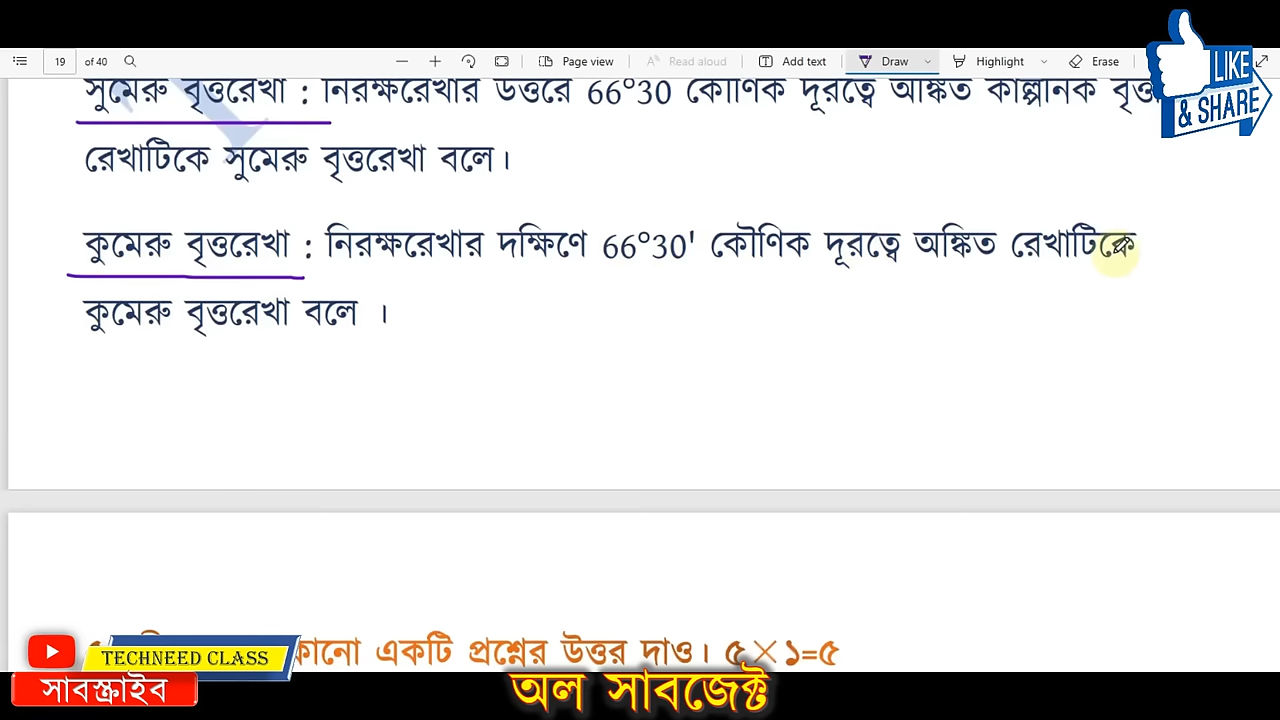 19 of 40 Page view Read aloud Add text Draw Highlight Erase
LIKE
& SHARE
সুমেরু বৃত্তরেখা : নিরক্ষরেখার উত্তরে 66°30 কৌণিক দূরত্বে অঙ্কিত কাল্পনিক
রেখাটিকে সুমেরু বৃত্তরেখা বলে।
কুমেরু বৃত্তরেখা : নিরক্ষরেখার দক্ষিণে 66°30' কৌণিক দূরত্বে অঙ্কিত রেখাটিকে
কুমেরু বৃত্তরেখা বলে ।
একটি প্রশ্নের উত্তর দাও। ৫×১=৫
TECHNEED CLASS
সাবস্ক্রাইব
অল সাবজেক্ট